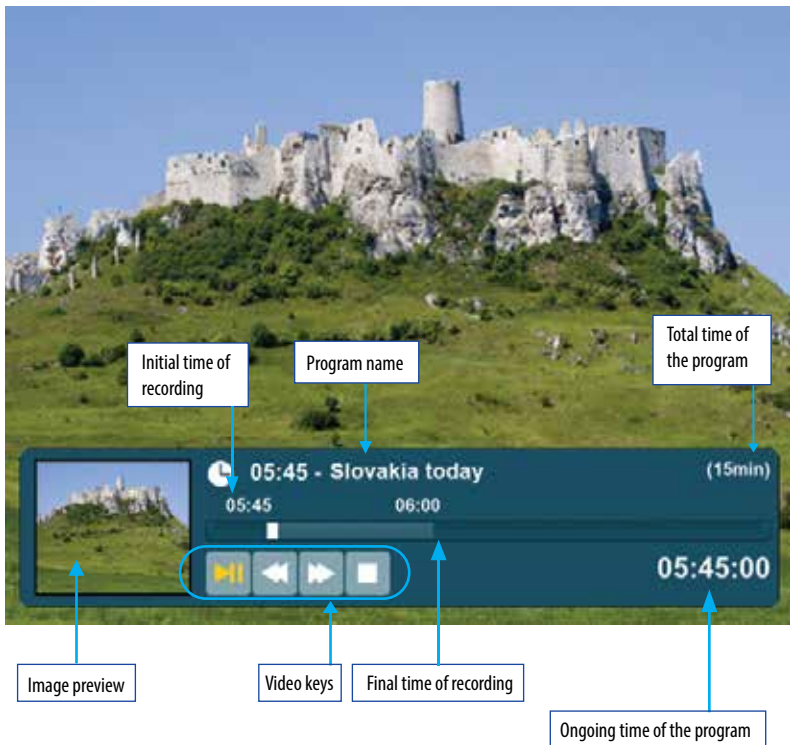 Total time of
the program
Initial time of
recording
Program name
05:45 - Slovakia today
(15min)
05:45 06:00
05:45:00
Image preview
Video keys
Final time of recording
Ongoing time of the program